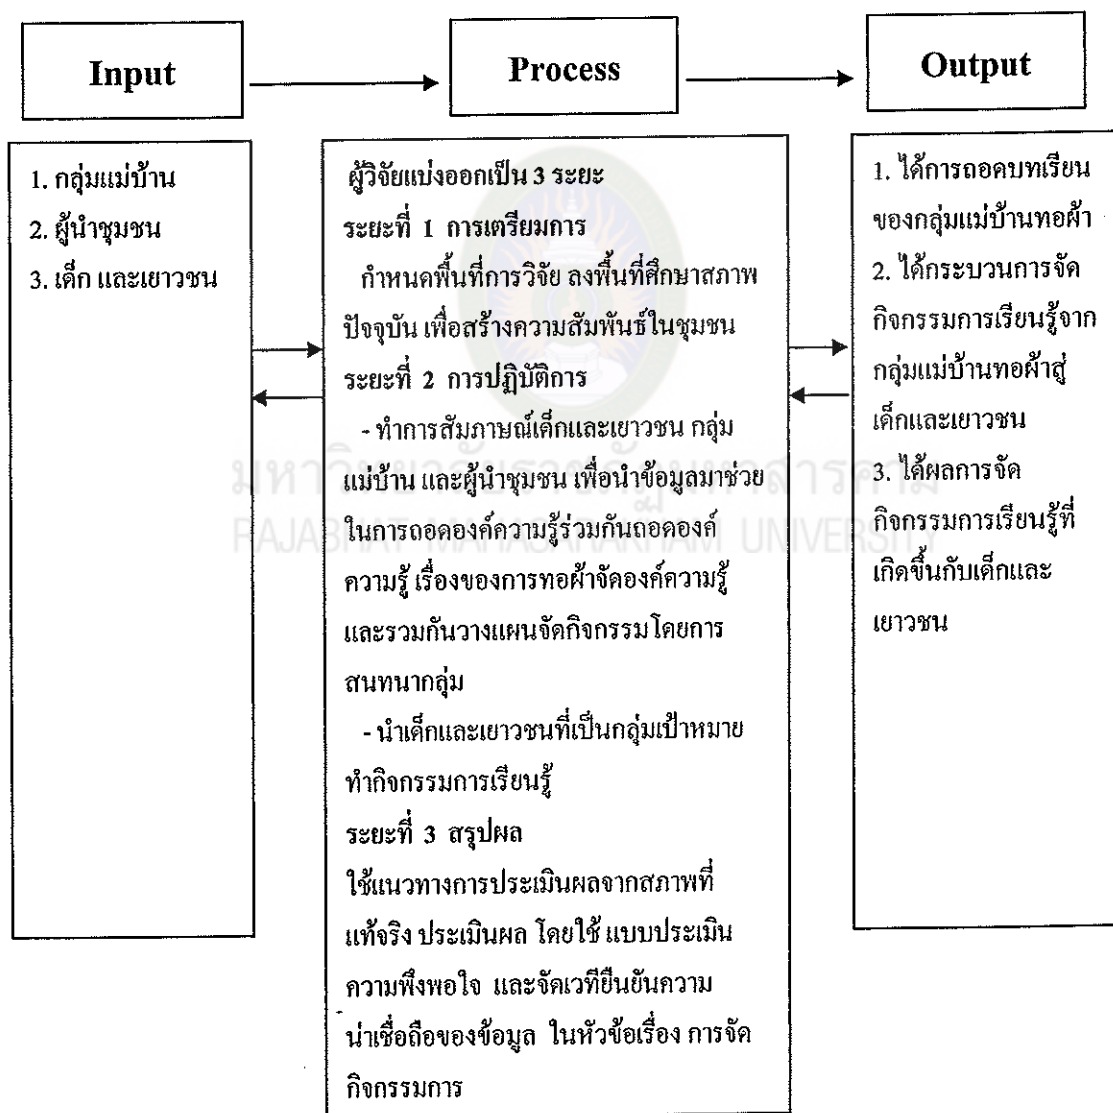 Input
Process
Output
1. กลุ่มแม่บ้าน
2. ผู้นำชุมชน
3. เด็ก และเยาวชน
ผู้วิจัยแบ่งออกเป็น 3 ระยะ
ระยะที่ 1 การเตรียมการ
กำหนดพื้นที่การวิจัย ลงพื้นที่ศึกษาสภาพ
ปัจจุบัน เพื่อสร้างความสัมพันธ์ในชุมชน
ระยะที่ 2 การปฏิบัติการ
- ทำการสัมภาษณ์เด็กและเยาวชน กลุ่ม
แม่บ้าน และผู้นำชุมชน เพื่อนำข้อมูลมาช่วย
ในการถอดองค์ความรู้ร่วมกันถอดองค์
ความรู้ เรื่องของการทอผ้าจัดองค์ความรู้
และรวมกันวางแผนจัดกิจกรรมโดยการ
สนทนากลุ่ม
- นำเด็กและเยาวชนที่เป็นกลุ่มเป้าหมาย
ทำกิจกรรมการเรียนรู้
ระยะที่ 3 สรุปผล
ใช้แนวทางการประเมินผลจากสภาพที่
แท้จริง ประเมินผล โดยใช้ แบบประเมิน
ความพึงพอใจ และจัดเวทียืนยันความ
น่าเชื่อถือของข้อมูล ในหัวข้อเรื่อง การจัด
กิจกรรมการ
1. ได้การถอดบทเรียน
ของกลุ่มแม่บ้านทอผ้า
2. ได้กระบวนการจัด
กิจกรรมการเรียนรู้จาก
กลุ่มแม่บ้านทอผ้าสู่
เด็กและเยาวชน
3. ได้ผลการจัด
กิจกรรมการเรียนรู้ที่
เกิดขึ้นกับเด็กและ
เยาวชน
มหาวิทยาลัยราชภัฏมหาสารคาม
RAJABHAT MAHASARAKHAM UNIVERSITY